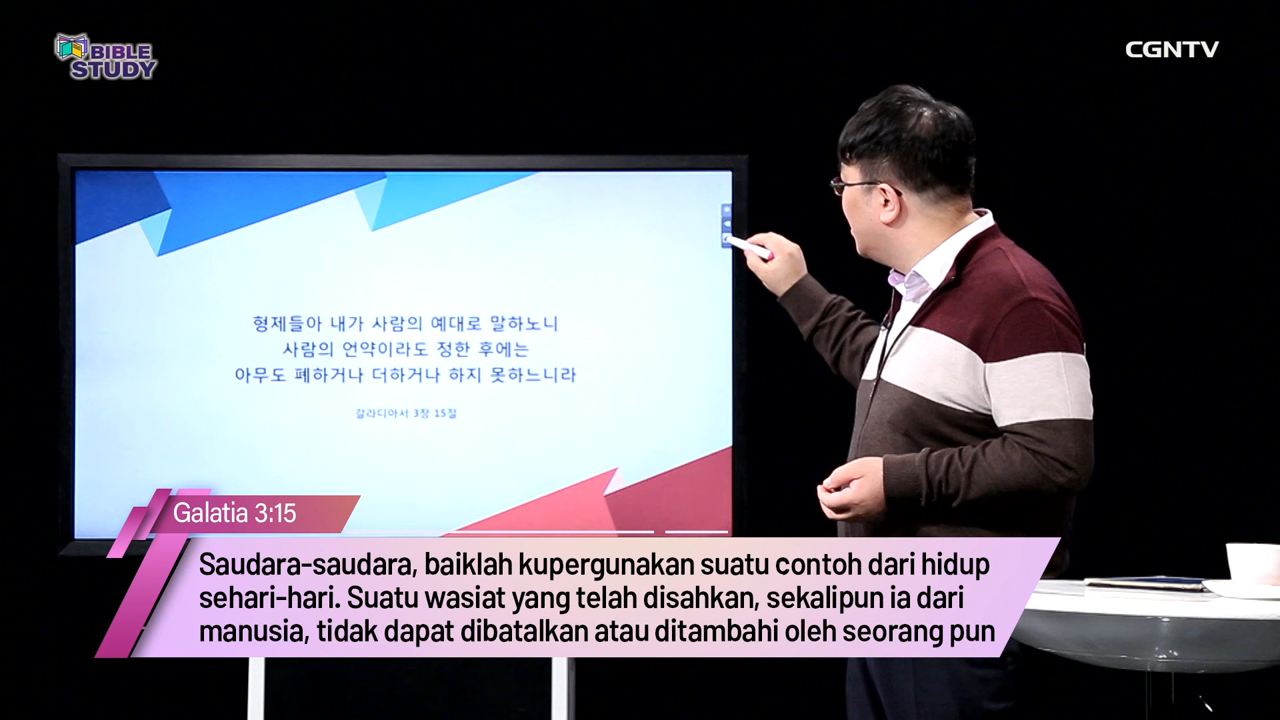 BIBLE
STUDY
CGNTV
형제들아 내가 사람의 예대로 말하노니
사람의 언약이라도 정한 후에는
아무도 폐하거나 더하거나 하지 못하느니라
갈라디아서 3장 15절
Galatia 3:15
Saudara-saudara, baiklah kupergunakan suatu contoh dari hidup
sehari-hari. Suatu wasiat yang telah disahkan, sekalipun ia dari
manusia, tidak dapat dibatalkan atau ditambahi oleh seorang pun